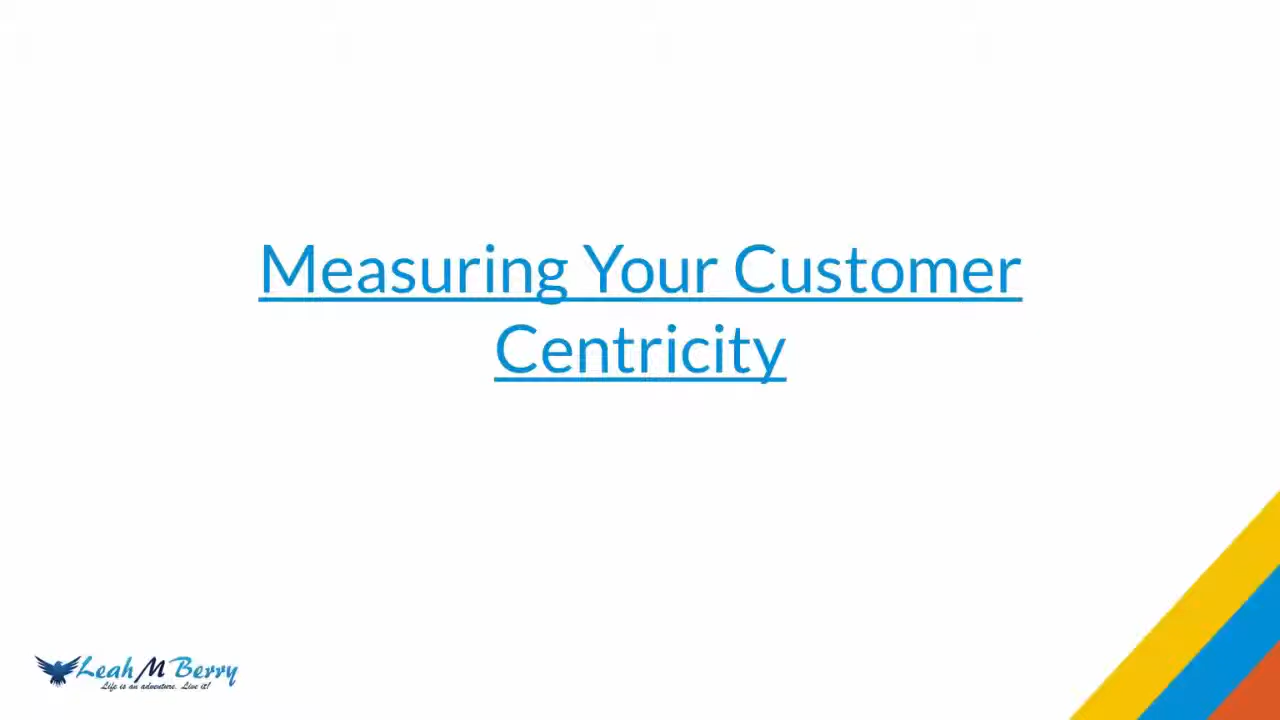 Measuring Your Customer
Centricity
Leah M Berry
Life is an adventure. Live it!